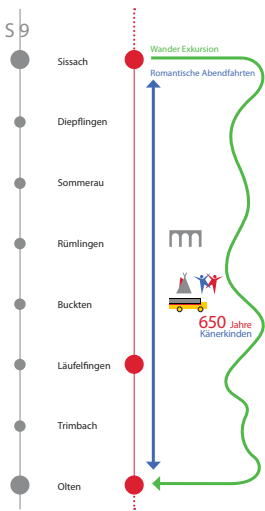 S 9
Wander Exkursion
Sissach
Romantische Abendfahrten
Diepflingen
Sommerau
Rümlingen
Buckten
650 Jahre
Känerkinden
Läufelfingen
Trimbach
Olten